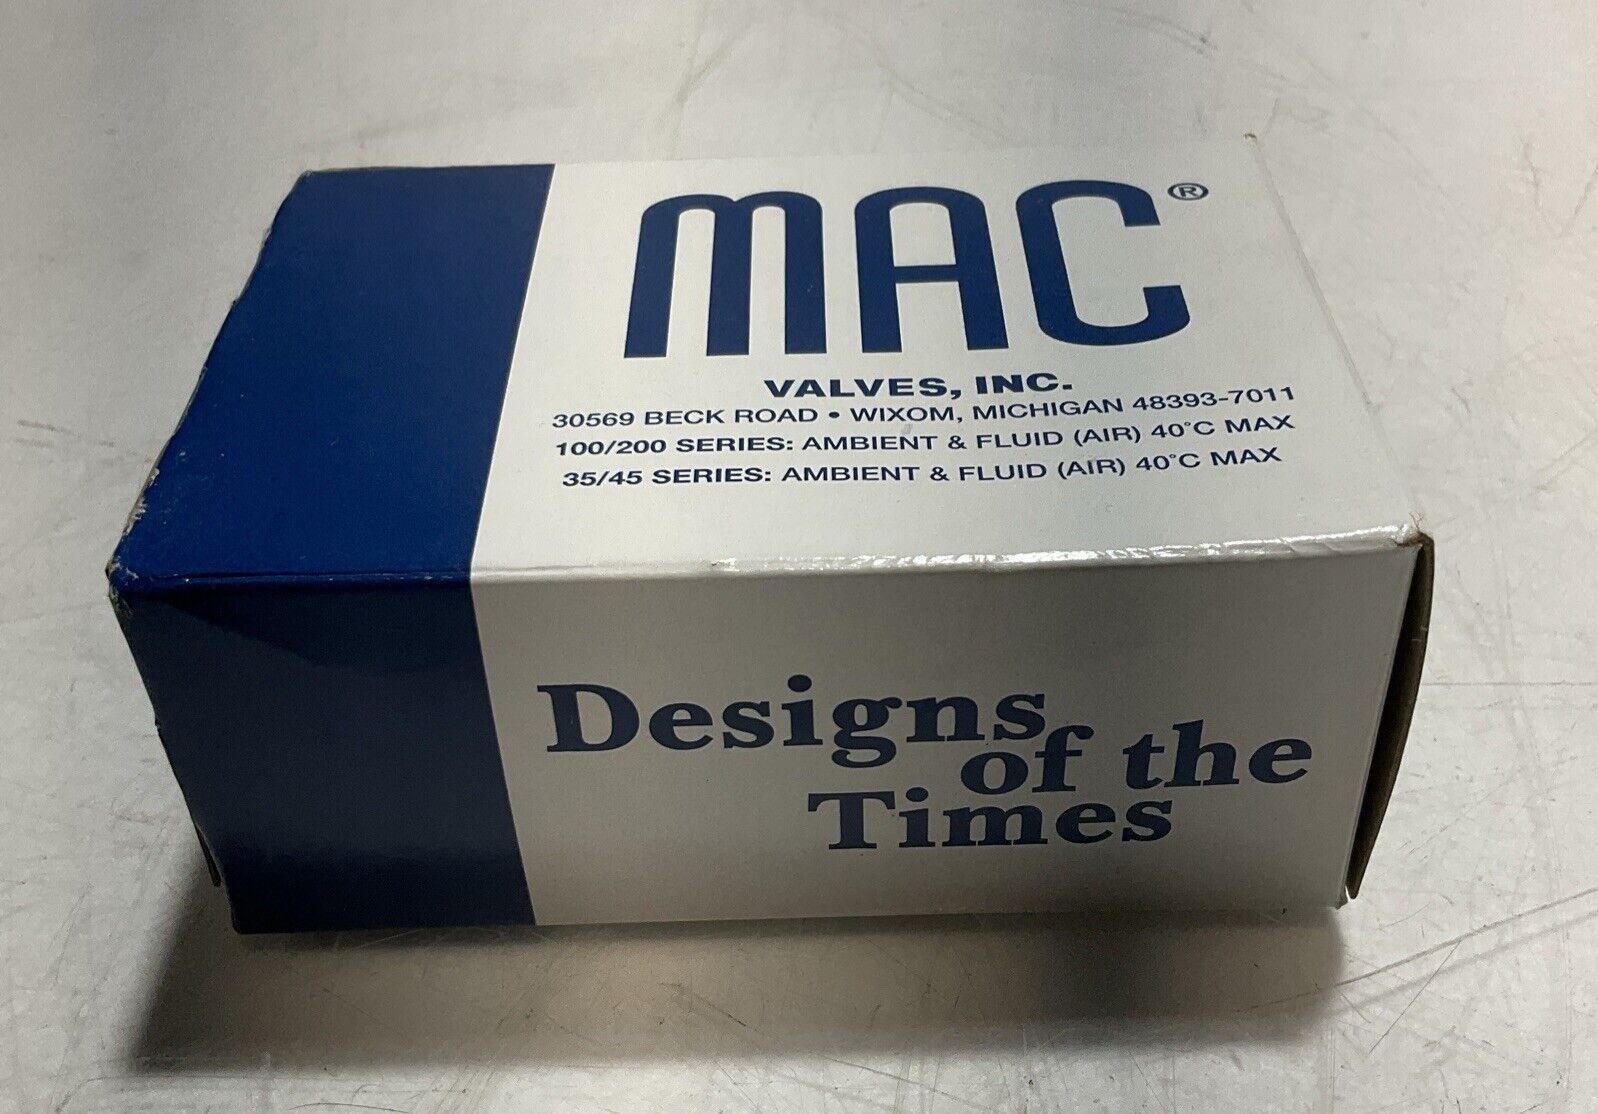 MAC®
VALVES, INC.
30569 BECK ROAD • WIXOM, MICHIGAN 48393-7011
100/200 SERIES: AMBIENT & FLUID (AIR) 40°C MAX
35/45 SERIES: AMBIENT & FLUID (AIR) 40°C MAX
Designs
of the
Times